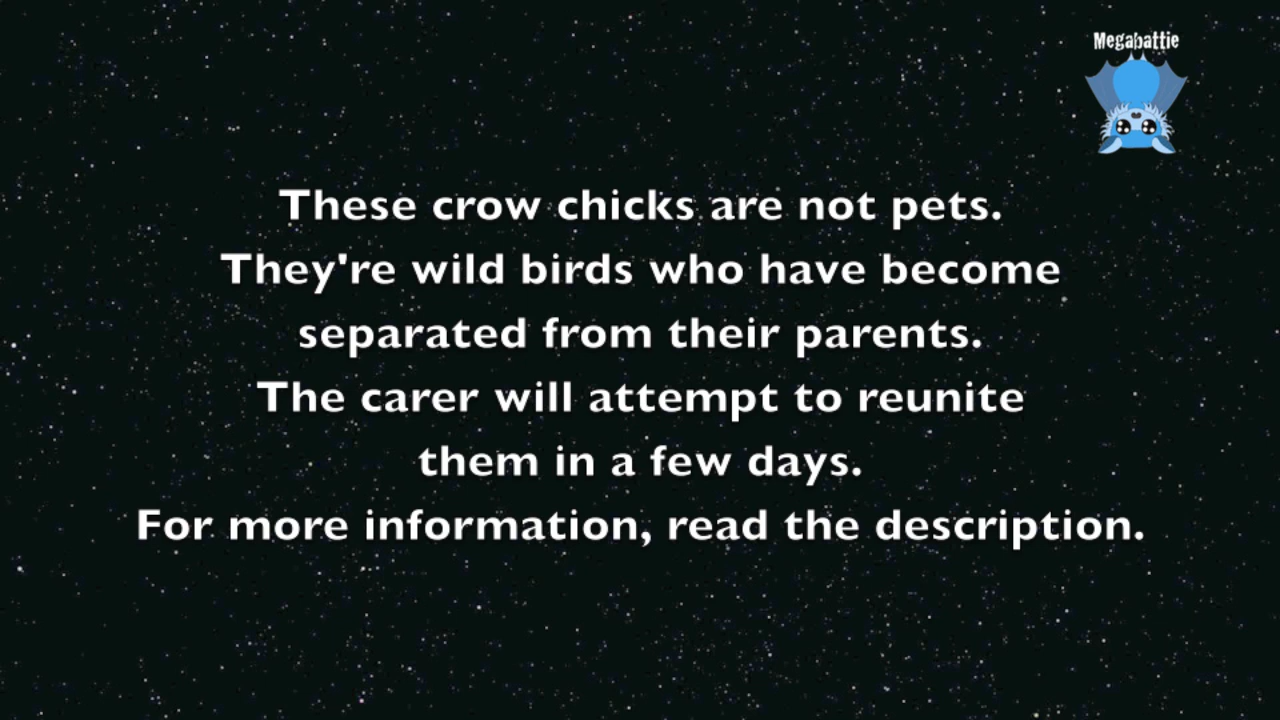 Megabattie
These crow chicks are not pets.
They're wild birds who have become
separated from their parents.
The carer will attempt to reunite
them in a few days.
For more information, read the description.